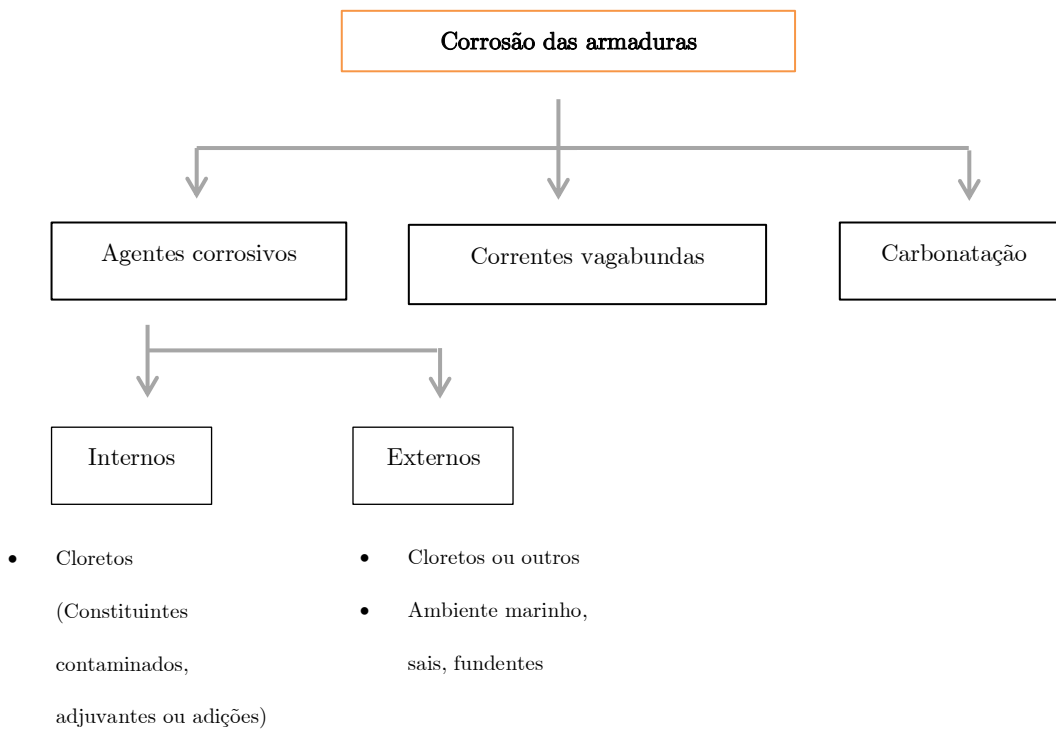 Corrosão das armaduras
Agentes corrosivos
Correntes vagabundas
Carbonatação
Internos
Externos
• Cloretos
(Constituintes
contaminados,
adjuvantes ou adições)
• Cloretos ou outros
• Ambiente marinho,
sais, fundentes